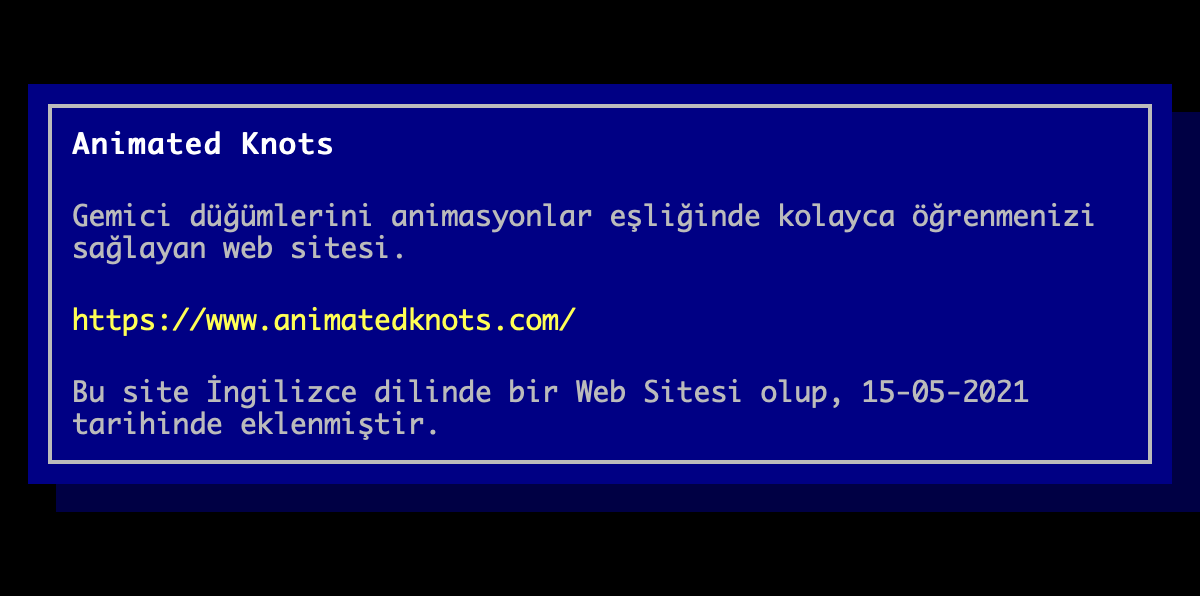 Animated Knots
Gemici düğümlerini animasyonlar eşliğinde kolayca öğrenmenizi
sağlayan web sitesi.
https://www.animatedknots.com/
Bu site İngilizce dilinde bir Web Sitesi olup, 15-05-2021
tarihinde eklenmiştir.